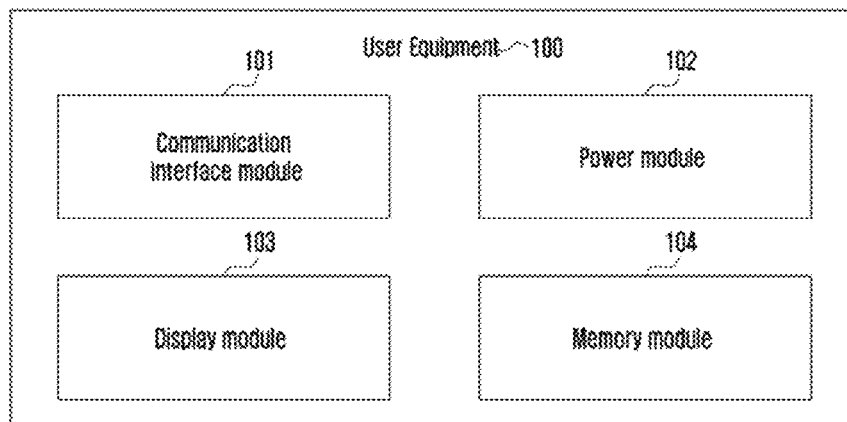 User Equipment 100
101
102
Communication
interface module
Power module
103
104
Display module
Memory module